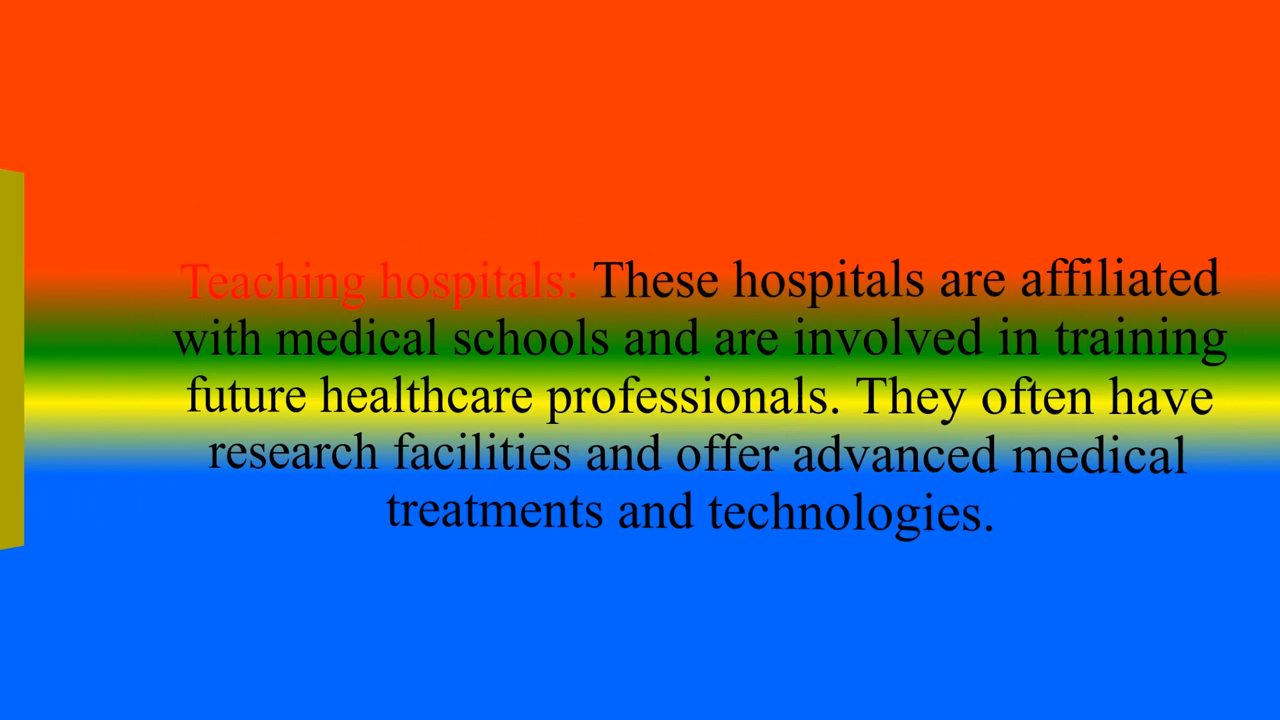 Teaching hospitals: These hospitals are affiliated
with medical schools and are involved in training
future healthcare professionals. They often have
research facilities and offer advanced medical
treatments and technologies.